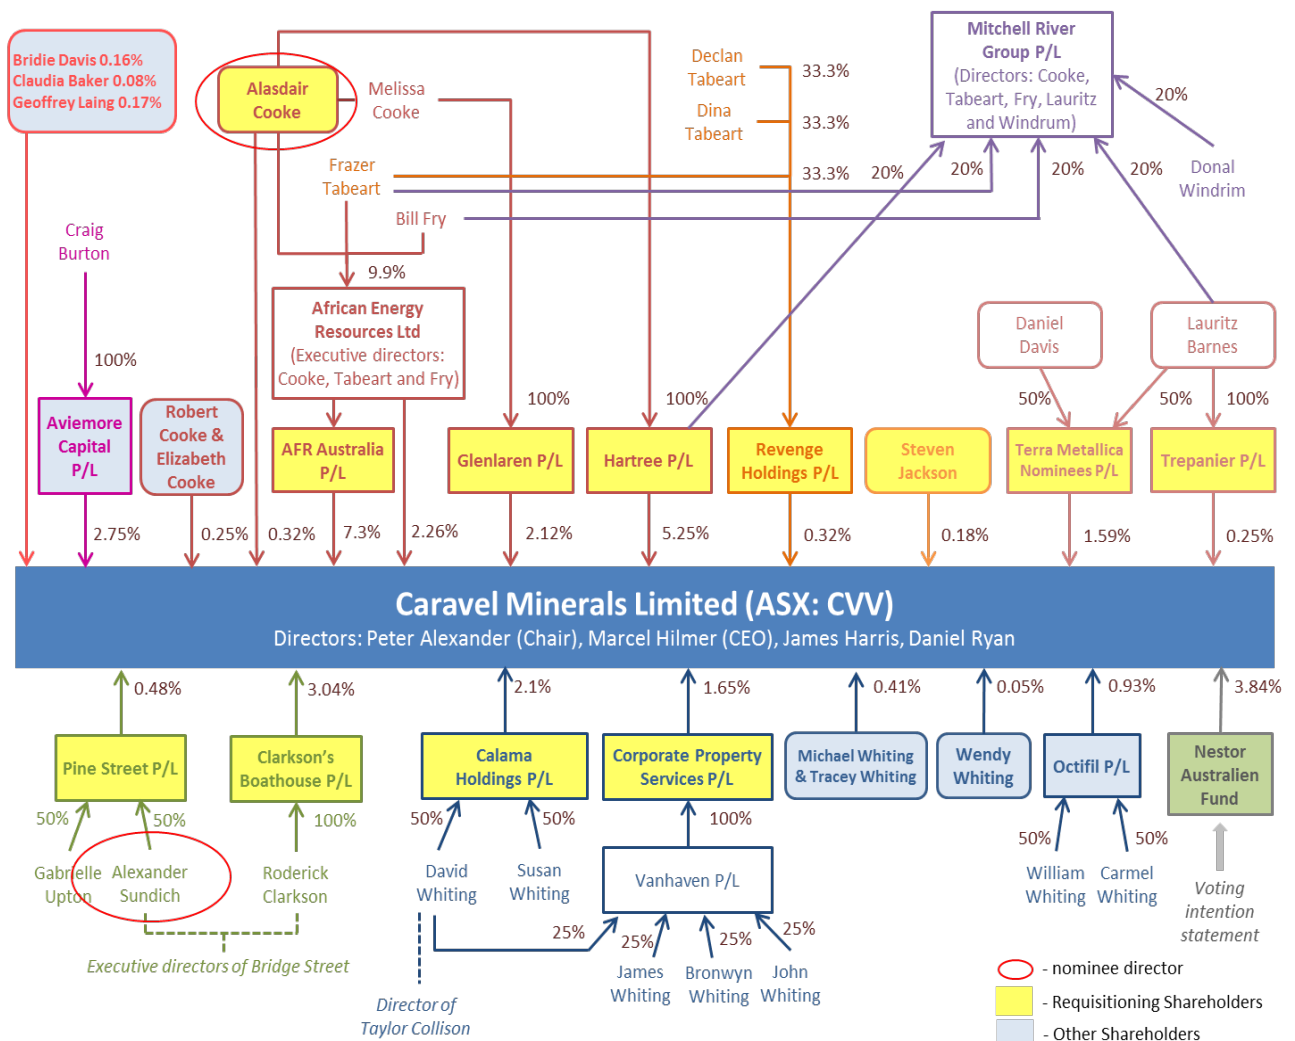 Bridie Davis 0.16%
Claudia Baker 0.08%
Geoffrey Laing 0.17%
Alasdair
Cooke
Melissa
Cooke
Declan
Tabeart
33.3%
Dina
Tabeart
33.3%
Mitchell River
Group P/L
(Directors: Cooke,
Tabeart, Fry, Lauritz
and Windrum)
20%
Donal
Windrim
Frazer
Tabeart
33.3%
20%
20%
20%
20%
Bill Fry
Craig
Burton
9.9%
African Energy
Resources Ltd
(Executive directors:
Cooke, Tabeart and Fry)
Daniel
Davis
Lauritz
Barnes
100%
100%
100%
50%
50%
100%
Aviemore
Capital
P/L
Robert
Cooke &
Elizabeth
Cooke
AFR Australia
P/L
Glenlaren P/L
Hartree P/L
Revenge
Holdings P/L
Steven
Jackson
Terra Metallica
Nominees P/L
Trepanier P/L
2.75%
0.25%
0.32%
7.3%
2.26%
2.12%
5.25%
0.32%
0.18%
1.59%
0.25%
Caravel Minerals Limited (ASX: CVV)
Directors: Peter Alexander (Chair), Marcel Hilmer (CEO), James Harris, Daniel Ryan
0.48%
3.04%
2.1%
1.65%
0.41%
0.05%
0.93%
3.84%
Pine Street P/L
Clarkson's
Boathouse P/L
Calama
Holdings P/L
Corporate Property
Services P/L
Michael Whiting
& Tracey Whiting
Wendy
Whiting
Octifil P/L
Nestor
Australien
Fund
50%
50%
100%
50%
50%
100%
50%
50%
Gabrielle
Upton
Alexander
Sundich
Roderick
Clarkson
David
Whiting
Susan
Whiting
Vanhaven P/L
William
Whiting
Carmel
Whiting
Voting
intention
statement
25%
25%
25%
25%
Executive directors of Bridge Street
James
Whiting
Bronwyn
Whiting
John
Whiting
Director of
Taylor Collison
- nominee director
- Requisitioning Shareholders
- Other Shareholders